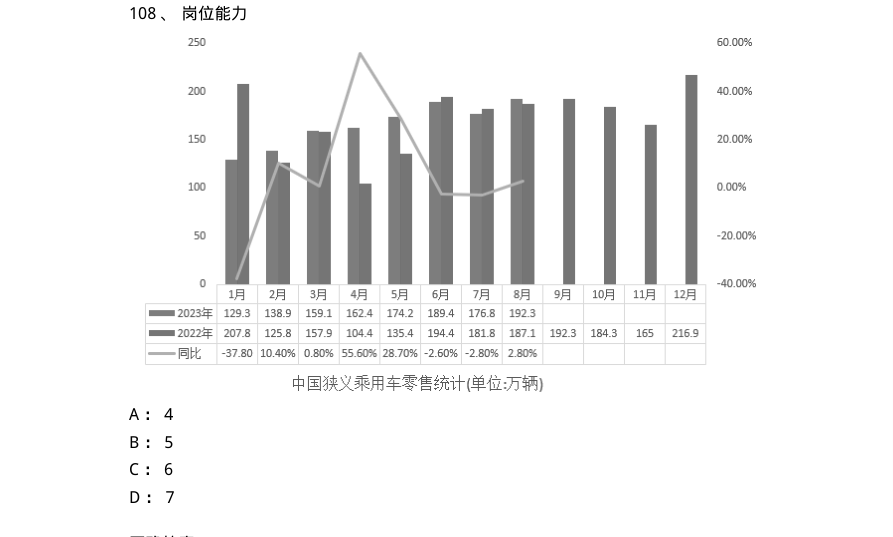 108 、 岗位能力
250 60.00%
200 40.00%
150 20.00%
100 0.00%
50 -20.00%
0 -40.00%
1月 2月 3月 4月 5月 6月 7月 8月 9月 10月 11月 12月
2023年 129.3 138.9 159.1 162.4 174.2 189.4 176.8 192.3
2022年 207.8 125.8 157.9 104.4 135.4 194.4 181.8 187.1 192.3 184.3 165 216.9
同比 -37.80 10.40% 0.80% 55.60% 28.70% -2.60% -2.80% 2.80%
中国狭义乘用车零售统计(单位:万辆)
A： 4
B： 5
C： 6
D： 7